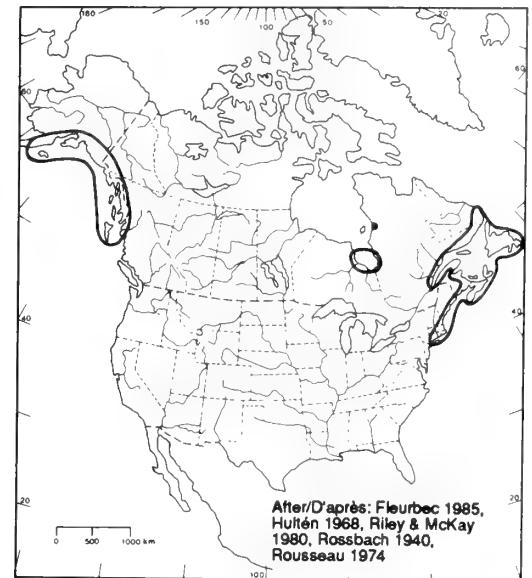 180
150
20
60
60
40
40
20
20
100
0 500 1000 km
After/D'après: Fleurbec 1985,
Hultén 1968, Riley & McKay
1980, Rossbach 1940,
Rousseau 1974